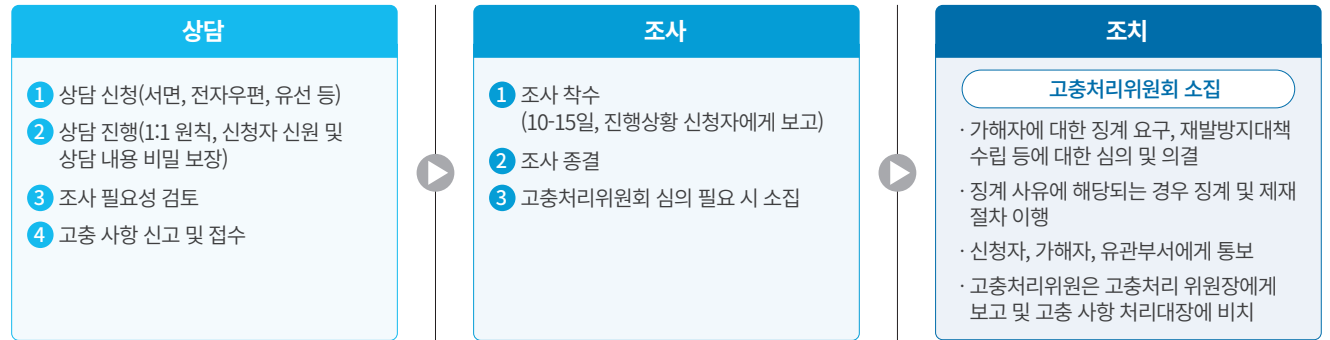 상담
1 상담 신청(서면, 전자우편, 유선 등)
2 상담 진행(1:1 원칙, 신청자 신원 및
상담 내용 비밀 보장)
3 조사 필요성 검토
4 고충 사항 신고 및 접수
조사
1 조사 착수
(10-15일, 진행상황 신청자에게 보고)
2 조사 종결
3 고충처리위원회 심의 필요 시 소집
조치
고충처리위원회 소집
· 가해자에 대한 징계 요구, 재발방지대책
수립 등에 대한 심의 및 의결
· 징계 사유에 해당되는 경우 징계 및 제재
절차 이행
· 신청자, 가해자, 유관부서에게 통보
· 고충처리위원은 고충처리 위원장에게
보고 및 고충 사항 처리대장에 비치